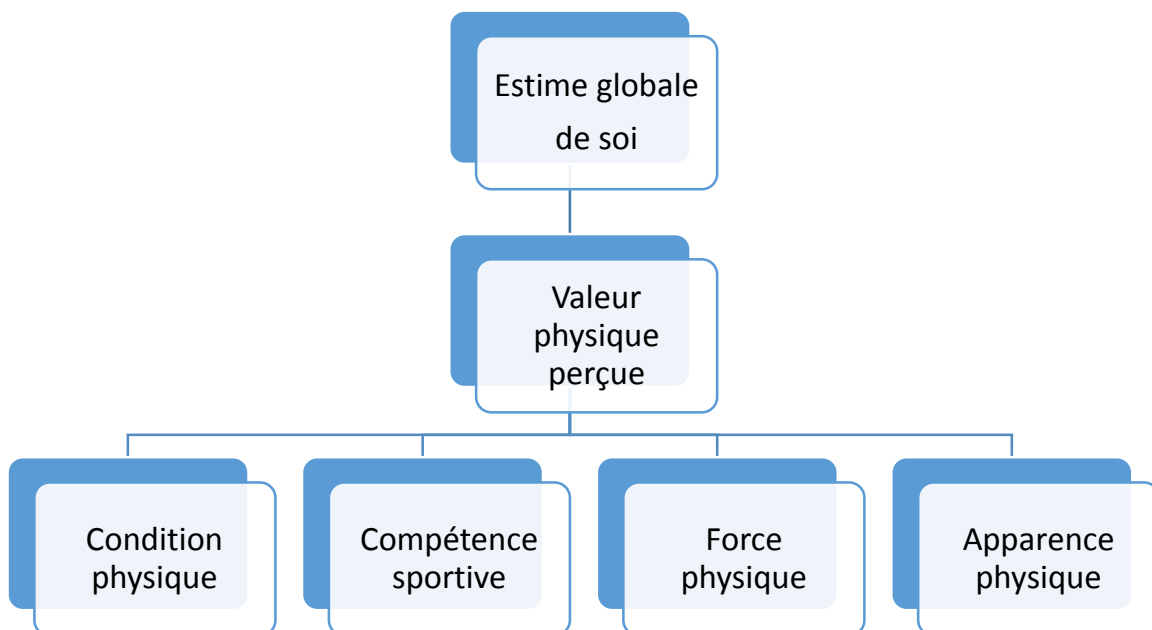 Estime globale
de soi
Valeur
physique
perçue
Condition
physique
Compétence
sportive
Force
physique
Apparence
physique